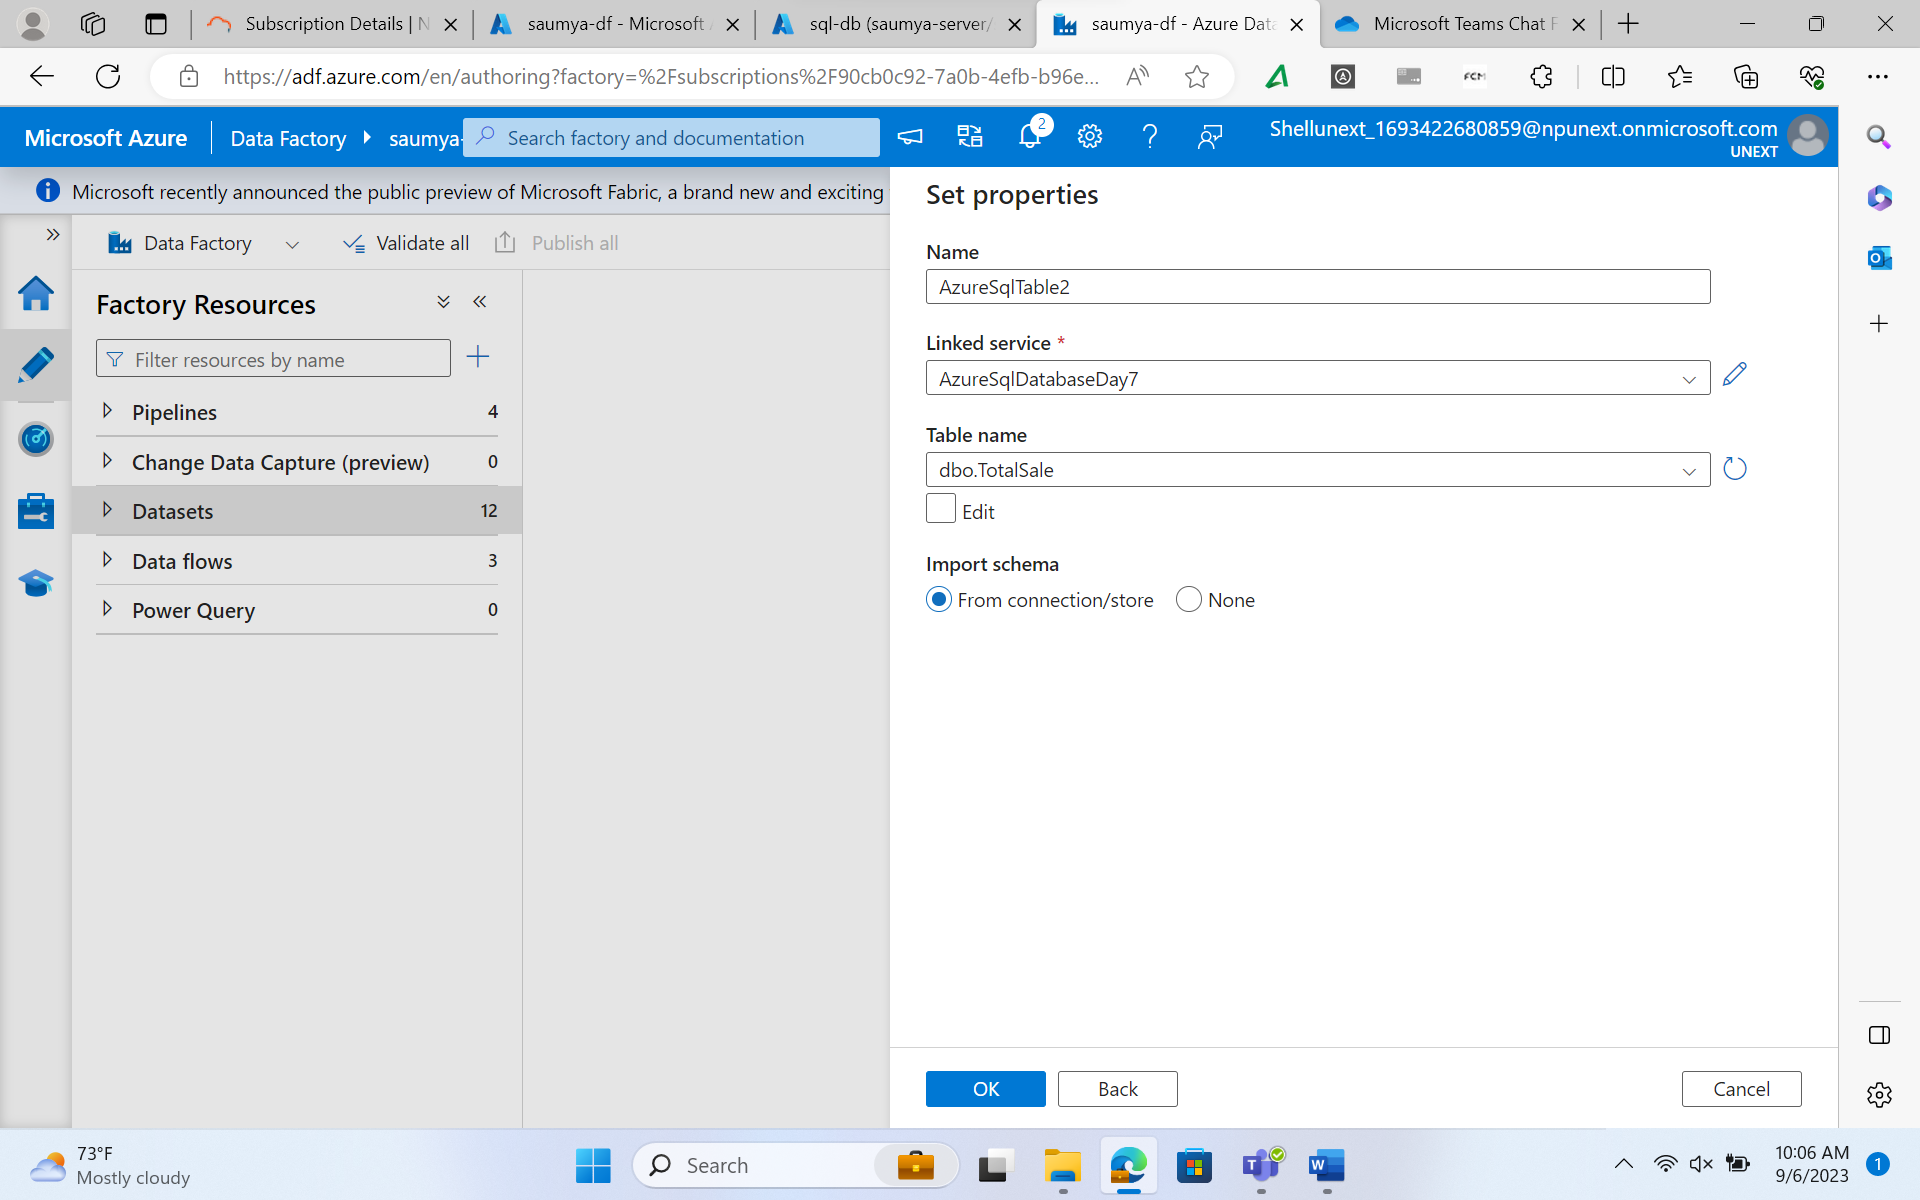 Subscription Details | N
saumya-df - Microsoft
sql-db (saumya-server/
saumya-df - Azure Data
Microsoft Teams Chat F
https://adf.azure.com/en/authoring?factory=%2Fsubscriptions%2F90cb0c92-7a0b-4efb-b96e...
FCM
Microsoft Azure
Data Factory
saumya-
Search factory and documentation
2
Shellunext_1693422680859@npunext.onmicrosoft.com
UNEXT
Microsoft recently announced the public preview of Microsoft Fabric, a brand new and exciting
Data Factory
Validate all
Publish all
Factory Resources
Filter resources by name
Pipelines 4
Change Data Capture (preview) 0
Datasets 12
Data flows 3
Power Query 0
Set properties
Name
AzureSqlTable2
Linked service *
AzureSqlDatabaseDay7
Table name
dbo.TotalSale
Edit
Import schema
From connection/store
None
OK
Back
Cancel
73°F
Mostly cloudy
Search
10:06 AM
9/6/2023
1